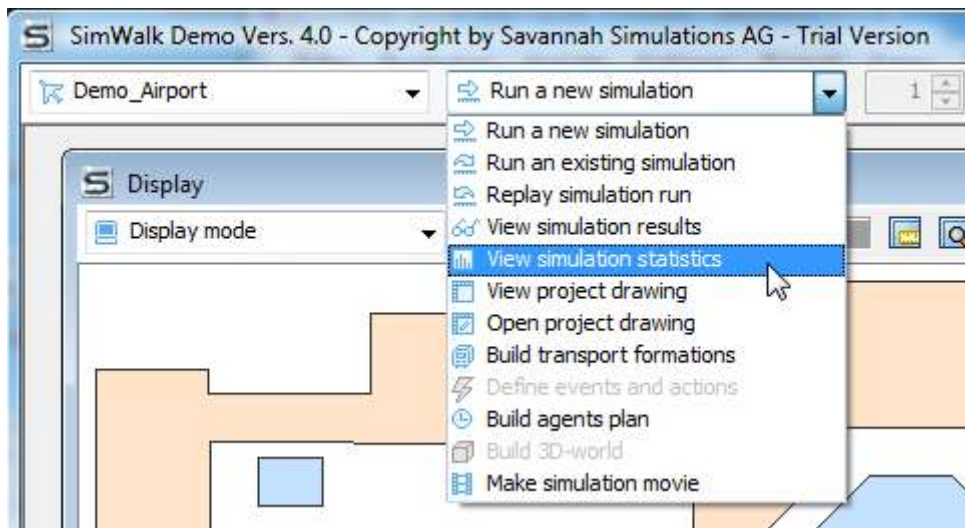 SimWalk Demo Vers. 4.0 - Copyright by Savannah Simulations AG - Trial Version
Demo_Airport
Run a new simulation
1
Run a new simulation
Run an existing simulation
Replay simulation run
View simulation results
View simulation statistics
View project drawing
Open project drawing
Build transport formations
Define events and actions
Build agents plan
Build 3D-world
Make simulation movie
S Display
Display mode